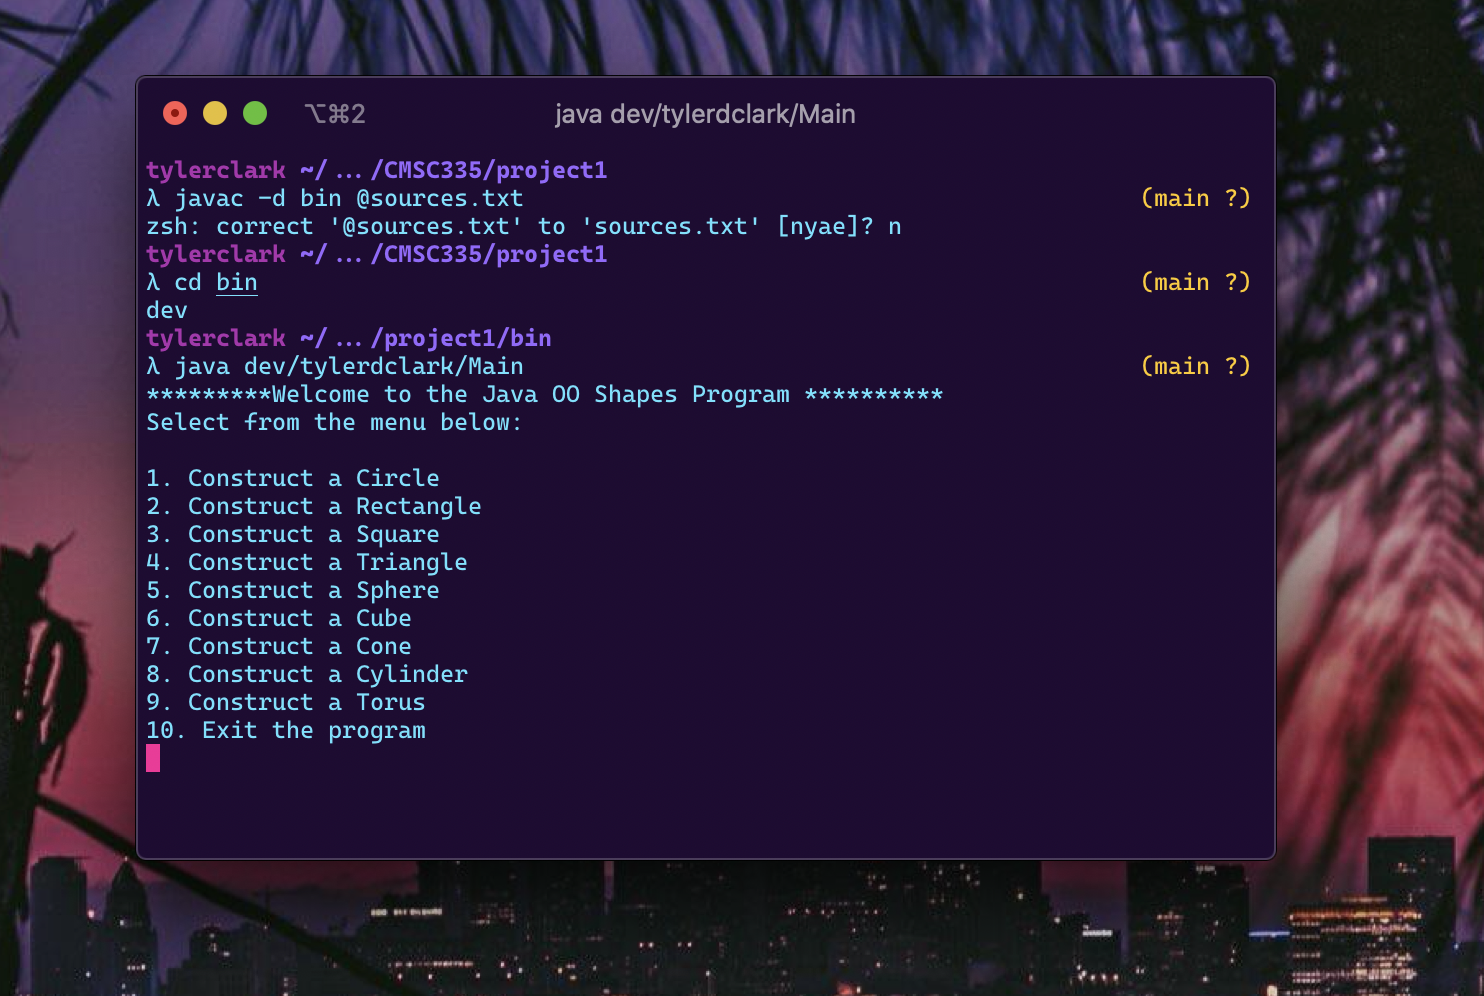 ⌥⌘2 java dev/tylerdclark/Main
tylerclark ~/ … /CMSC335/project1
λ javac -d bin @sources.txt (main ?)
zsh: correct '@sources.txt' to 'sources.txt' [nyae]? n
tylerclark ~/ … /CMSC335/project1
λ cd bin (main ?)
dev
tylerclark ~/ … /project1/bin
λ java dev/tylerdclark/Main (main ?)
*********Welcome to the Java OO Shapes Program **********
Select from the menu below:
1. Construct a Circle
2. Construct a Rectangle
3. Construct a Square
4. Construct a Triangle
5. Construct a Sphere
6. Construct a Cube
7. Construct a Cone
8. Construct a Cylinder
9. Construct a Torus
10. Exit the program